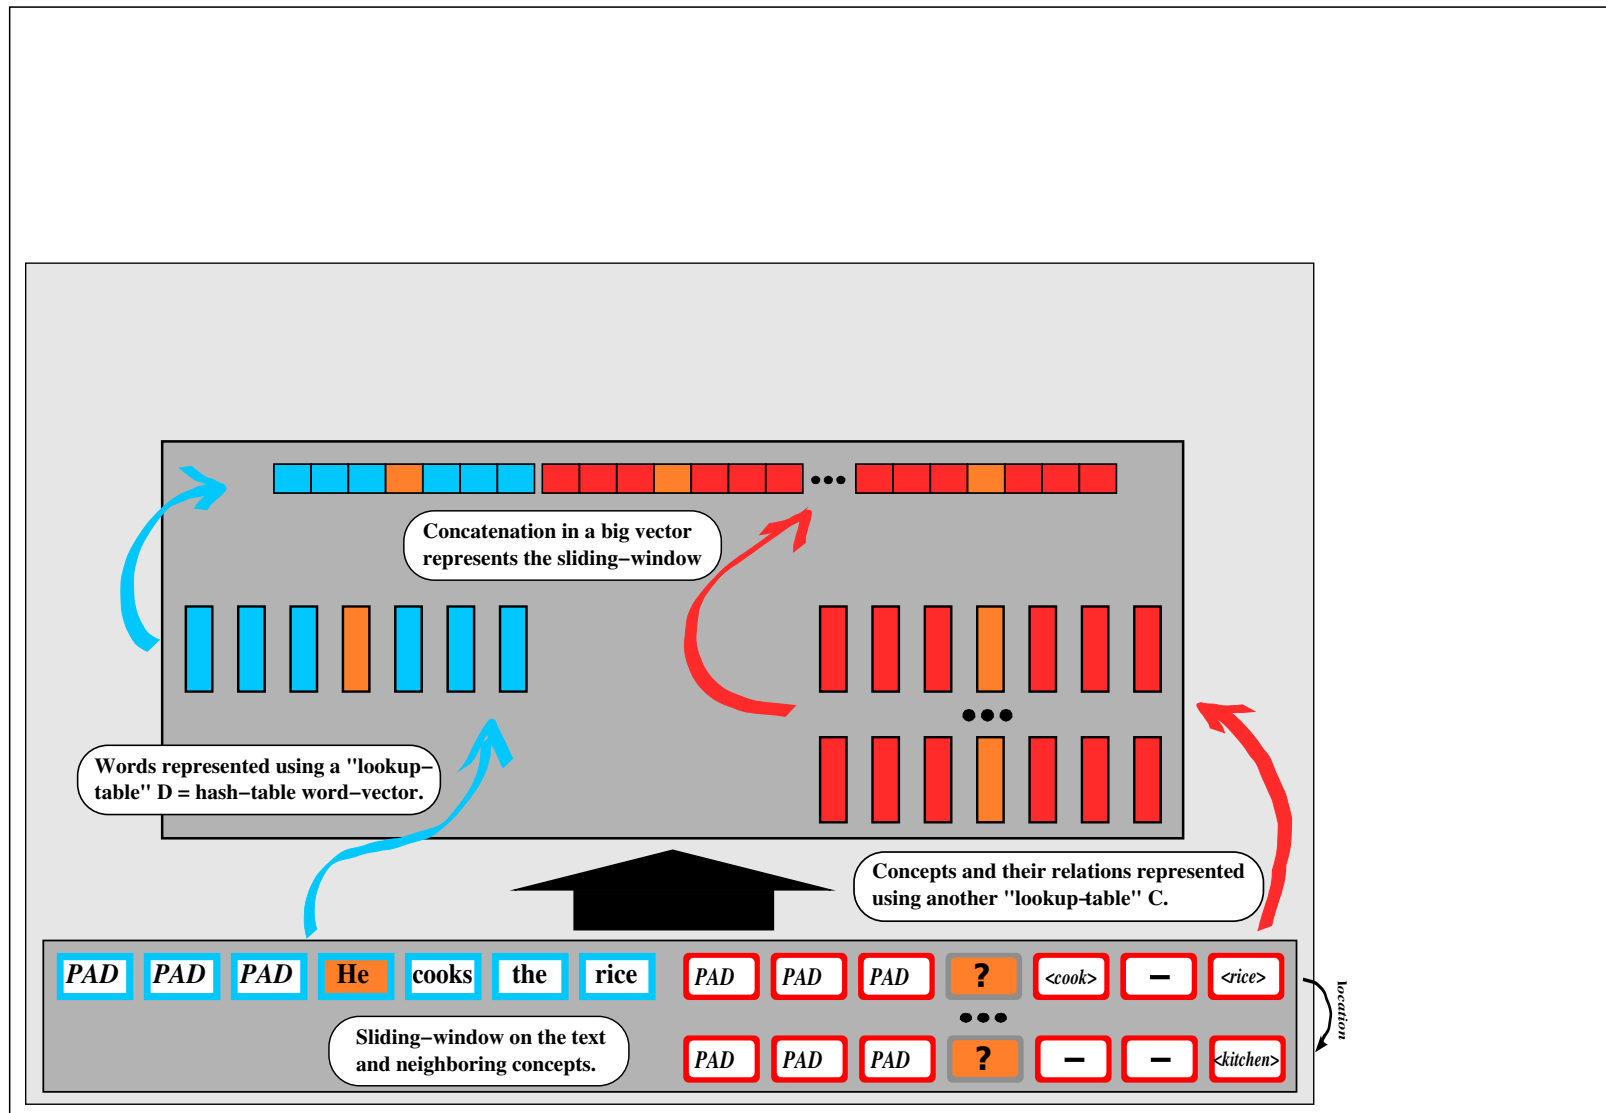 Concatenation in a big vector
represents the sliding-window
Words represented using a "lookup-
table" D = hash-table word-vector.
Concepts and their relations represented
using another "lookup-table" C.
PAD PAD PAD He cooks the rice PAD PAD PAD ? <cook> - <rice>
location
Sliding-window on the text
and neighboring concepts.
PAD PAD PAD ? - - <kitchen>